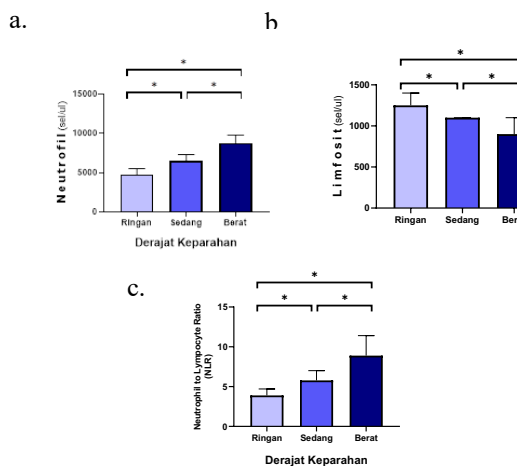 a.
*
* *
Neutrofil (sel/ul)
15000
10000
5000
0
Ringan Sedang Berat
Derajat Keparahan
b
*
* *
Limfosit (sel/ul)
1500
1000
500
0
Ringan Sedang Berat
c.
*
* *
Neutrophil to Lympocyte Ratio
(NLR)
15
10
5
0
Ringan Sedang Berat
Derajat Keparahan